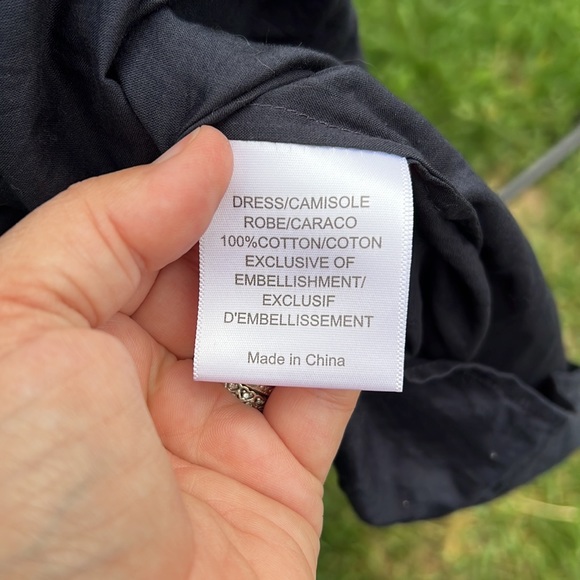 DRESS/CAMISOLE
ROBE/CARACO
100%COTTON/COTON
EXCLUSIVE OF
EMBELLISHMENT/
EXCLUSIF
D'EMBELLISSEMENT
Made in China